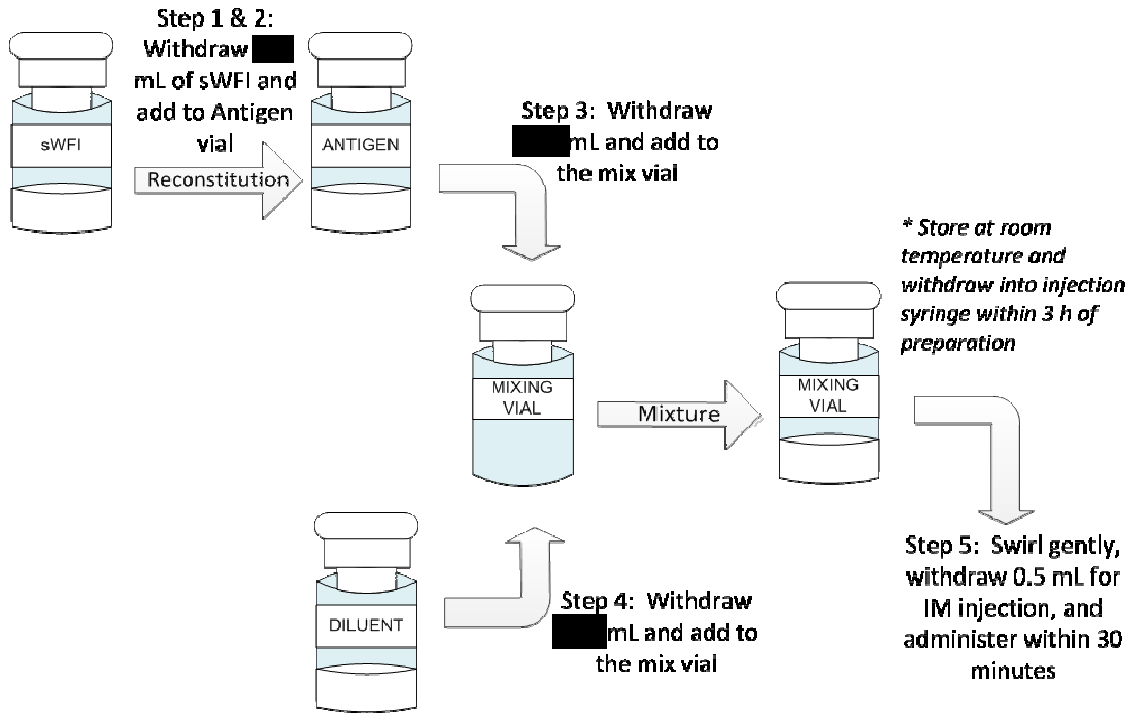 Step 1 & 2:
Withdraw
mL of sWFI and
add to Antigen
vial
sWFI
Reconstitution
ANTIGEN
Step 3: Withdraw
mL and add to
the mix vial
* Store at room
temperature and
withdraw into injection
syringe within 3 h of
preparation
MIXING
VIAL
Mixture
MIXING
VIAL
DILUENT
Step 4: Withdraw
mL and add to
the mix vial
Step 5: Swirl gently,
withdraw 0.5 mL for
IM injection, and
administer within 30
minutes